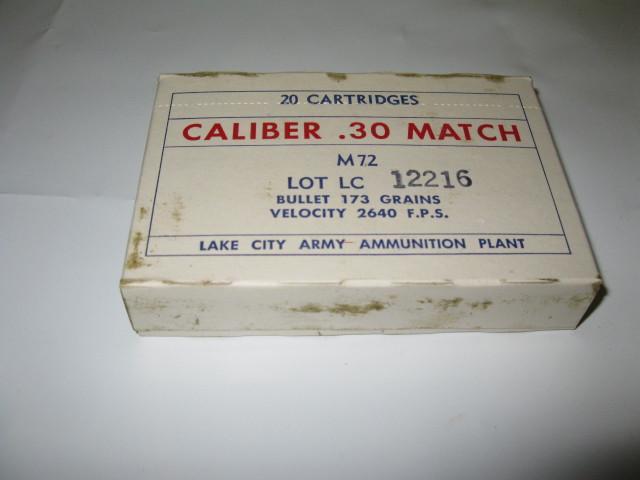 20 CARTRIDGES
CALIBER .30 MATCH
M72
LOT LC 12216
BULLET 173 GRAINS
VELOCITY 2640 F.P.S.
LAKE CITY ARMY AMMUNITION PLANT